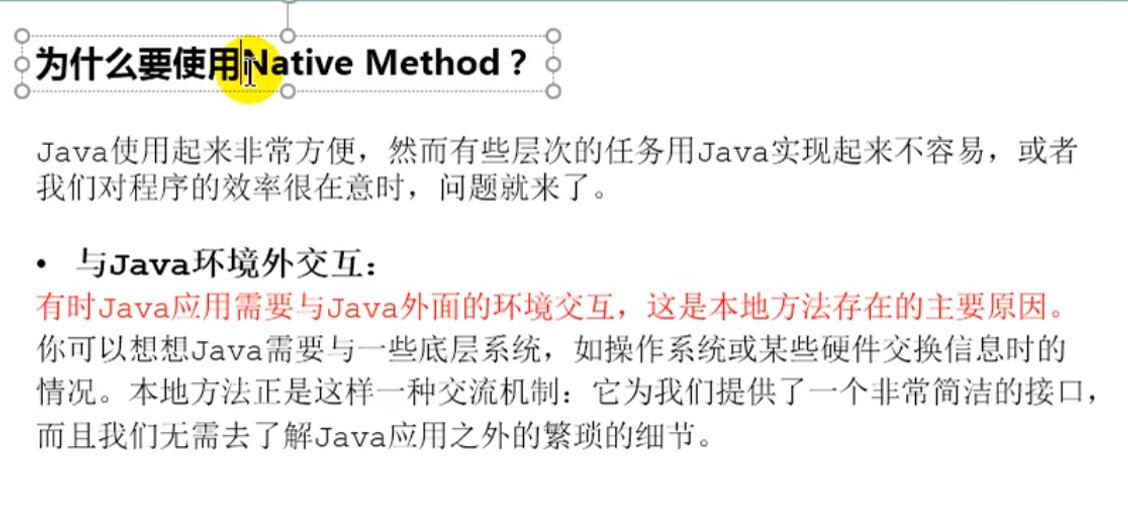 为什么要使用Native Method？
Java使用起来非常方便，然而有些层次的任务用Java实现起来不容易，或者
我们对程序的效率很在意时，问题就来了。
• 与Java环境外交互：
有时Java应用需要与Java外面的环境交互，这是本地方法存在的主要原因。
你可以想想Java需要与一些底层系统，如操作系统或某些硬件交换信息时的
情况。本地方法正是这样一种交流机制：它为我们提供了一个非常简洁的接口，
而且我们无需去了解Java应用之外的繁琐的细节。